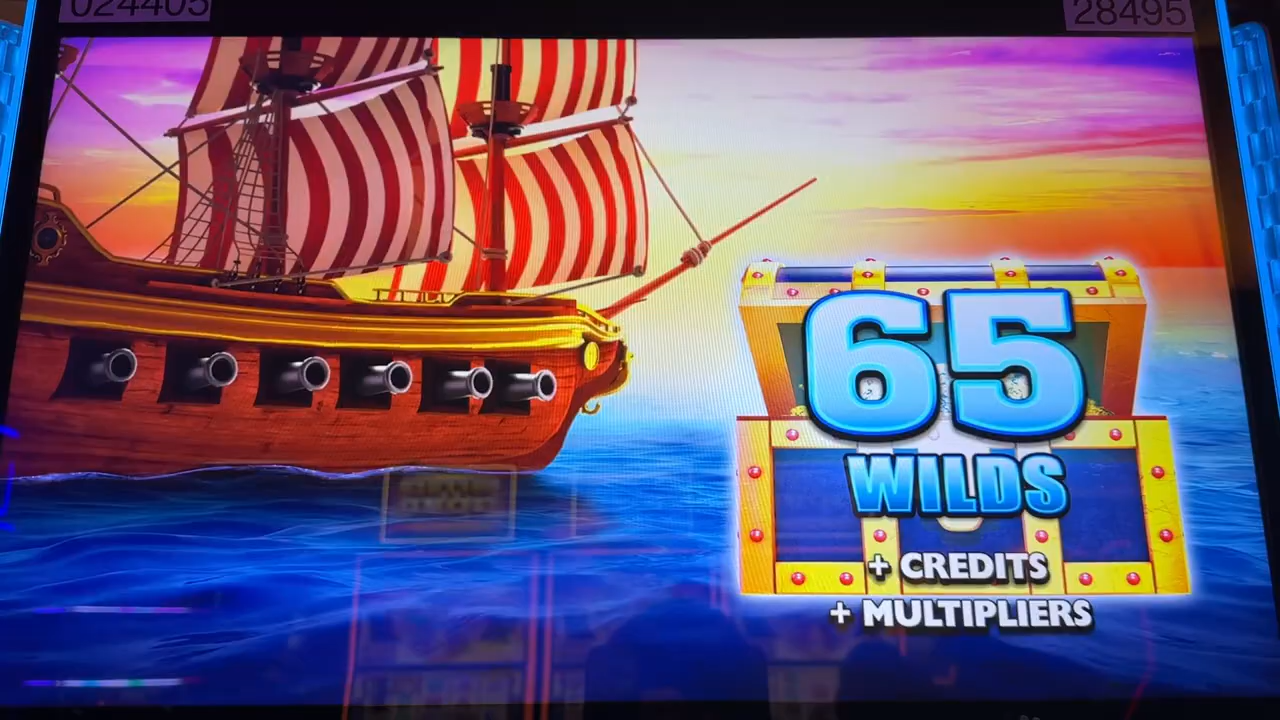 024405
28495
65
WILDS
+ CREDITS
+ MULTIPLIERS